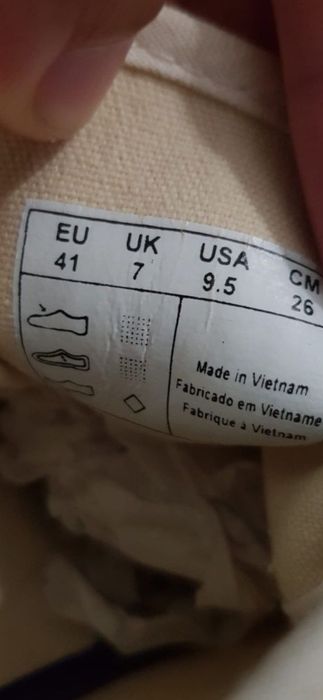 EU UK USA CM
41 7 9.5 26
Made in Vietnam
Fabricado em Vietname
Fabrique à Vietnam